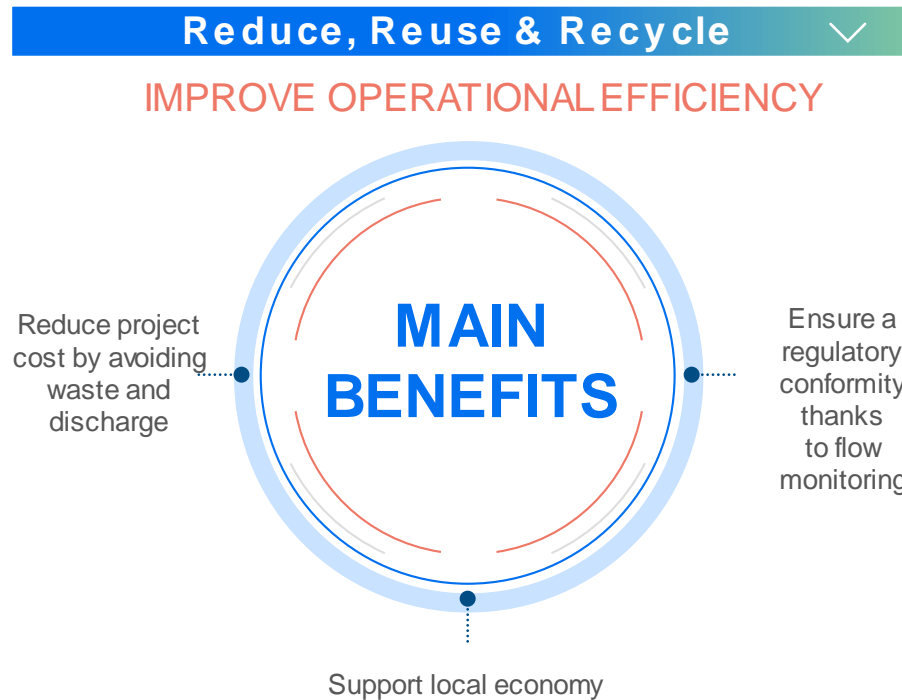 Reduce, Reuse & Recycle
IMPROVE OPERATIONAL EFFICIENCY
MAIN
BENEFITS
Reduce project
cost by avoiding
waste and
discharge
Ensure a
regulatory
conformity
thanks
to flow
monitoring
Support local economy